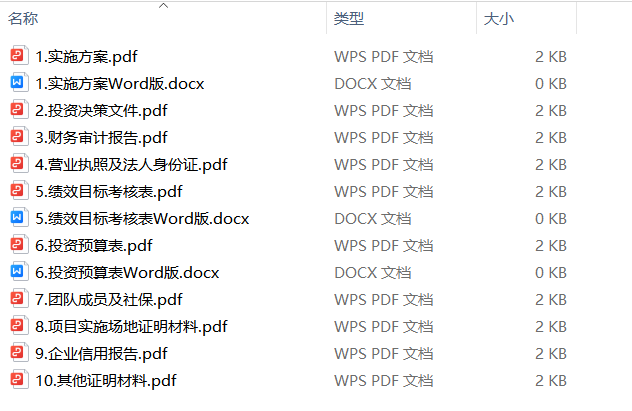 名称 类型 大小
1.实施方案.pdf WPS PDF 文档 2 KB
1.实施方案Word版.docx DOCX 文档 0 KB
2.投资决策文件.pdf WPS PDF 文档 2 KB
3.财务审计报告.pdf WPS PDF 文档 2 KB
4.营业执照及法人身份证.pdf WPS PDF 文档 2 KB
5.绩效目标考核表.pdf WPS PDF 文档 2 KB
5.绩效目标考核表Word版.docx DOCX 文档 0 KB
6.投资预算表.pdf WPS PDF 文档 2 KB
6.投资预算表Word版.docx DOCX 文档 0 KB
7.团队成员及社保.pdf WPS PDF 文档 2 KB
8.项目实施场地证明材料.pdf WPS PDF 文档 2 KB
9.企业信用报告.pdf WPS PDF 文档 2 KB
10.其他证明材料.pdf WPS PDF 文档 2 KB